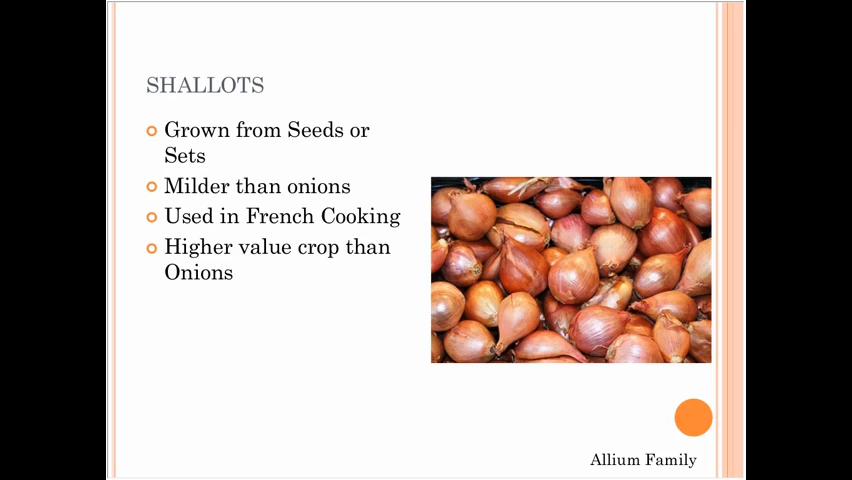 SHALLOTS
Grown from Seeds or
Sets
Milder than onions
Used in French Cooking
Higher value crop than
Onions
Allium Family